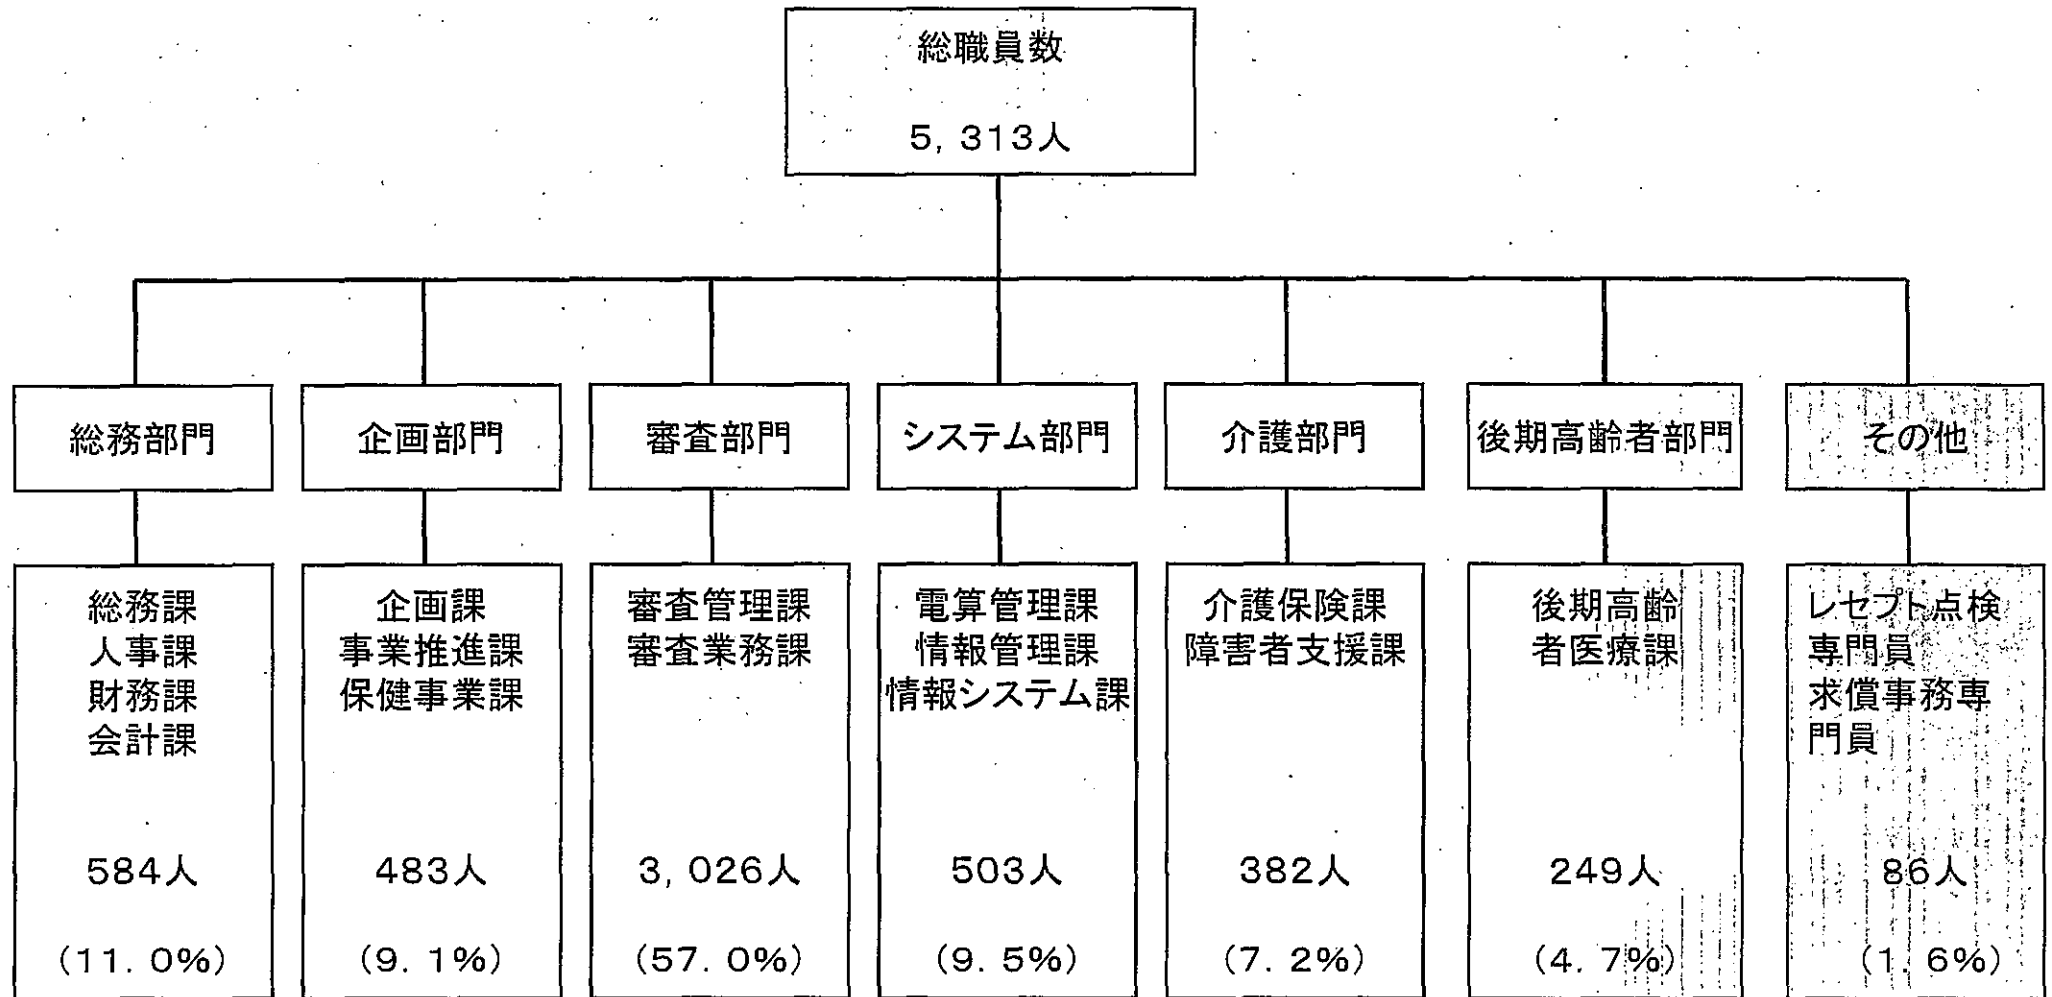 総職員数
5,313人
総務部門
企画部門
審査部門
システム部門
介護部門
後期高齢者部門
その他
総務課
人事課
財務課
会計課
584人
(11.0%)
企画課
事業推進課
保健事業課
483人
(9.1%)
審査管理課
審査業務課
3,026人
(57.0%)
電算管理課
情報管理課
情報システム課
503人
(9.5%)
介護保険課
障害者支援課
382人
(7.2%)
後期高齢
者医療課
249人
(4.7%)
レセプト点検
専門員
求償事務専
門員
86人
(1.6%)